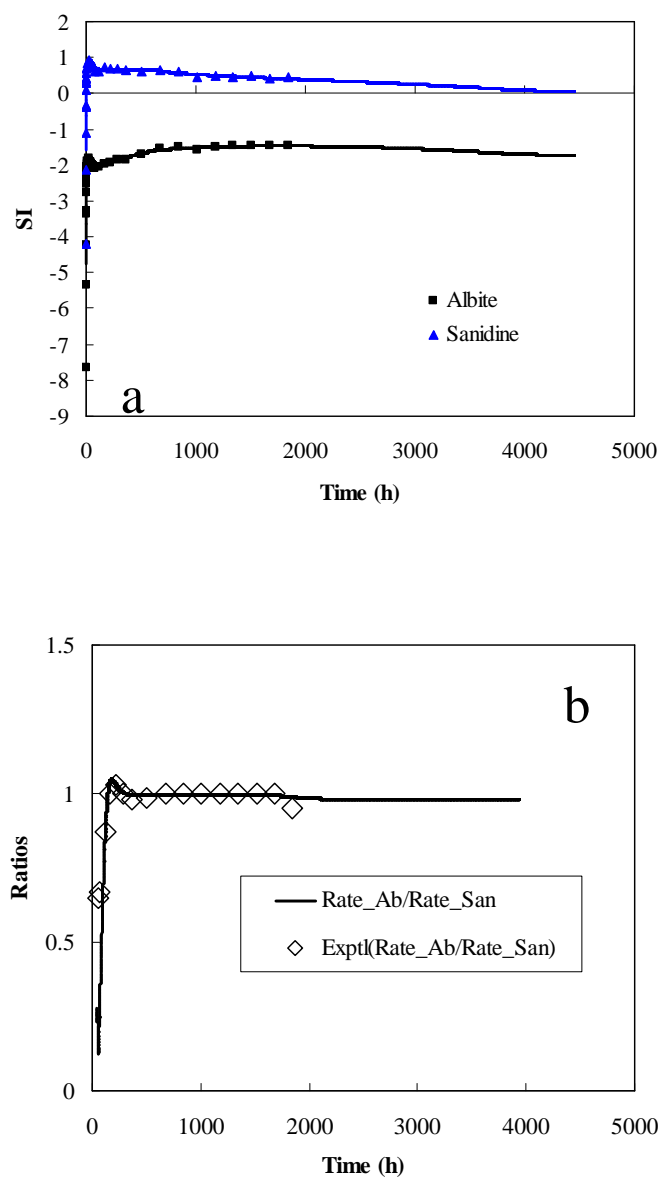 2
1
0
-1
-2
-3
-4
-5
-6
-7
-8
-9
SI
Albite
Sanidine
a
0 1000 2000 3000 4000 5000
Time (h)
1.5
1
0.5
0
Ratios
b
Rate_Ab/Rate_San
Exptl(Rate_Ab/Rate_San)
0 1000 2000 3000 4000 5000
Time (h)